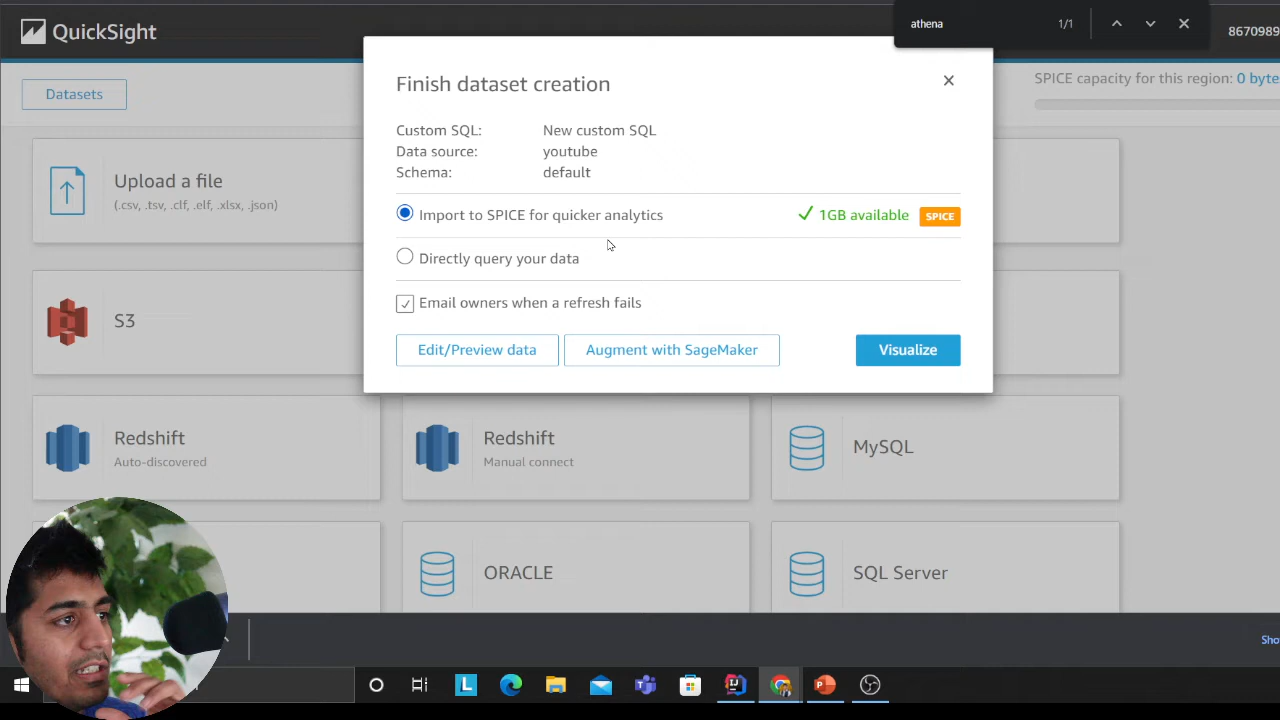 QuickSight
athena
1/1
8670989
Datasets
SPICE capacity for this region: 0 byte
Finish dataset creation
Custom SQL: New custom SQL
Data source: youtube
Schema: default
Import to SPICE for quicker analytics
1GB available SPICE
Directly query your data
Email owners when a refresh fails
Edit/Preview data
Augment with SageMaker
Visualize
Upload a file
(.csv, .tsv, .clf, .elf, .xlsx, .json)
S3
Redshift
Auto-discovered
Redshift
Manual connect
MySQL
ORACLE
SQL Server
Sho
L